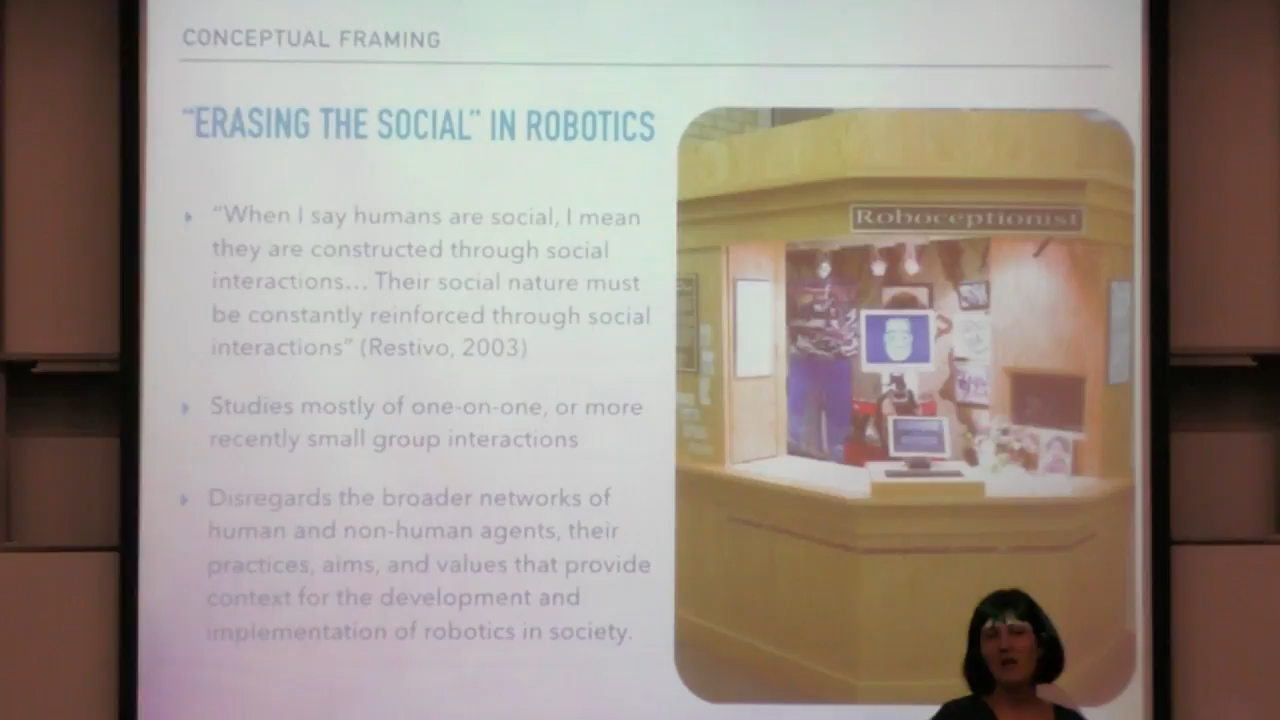 CONCEPTUAL FRAMING
“ERASING THE SOCIAL” IN ROBOTICS
“When I say humans are social, I mean
they are constructed through social
interactions... Their social nature must
be constantly reinforced through social
interactions” (Restivo, 2003)
Studies mostly of one-on-one, or more
recently small group interactions
Disregards the broader networks of
human and non-human agents, their
practices, aims, and values that provide
context for the development and
implementation of robotics in society.
Roboceptionist